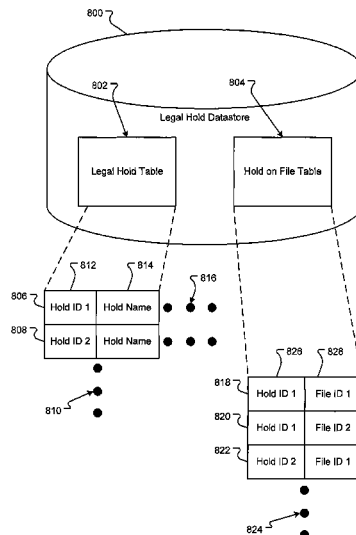 800
802
804
Legal Hold Datastore
Legal Hold Table
Hold on File Table
812
814
816
806
Hold ID 1
Hold Name
808
Hold ID 2
Hold Name
810
826
828
818
Hold ID 1
File ID 1
820
Hold ID 1
File ID 2
822
Hold ID 2
File ID 1
824